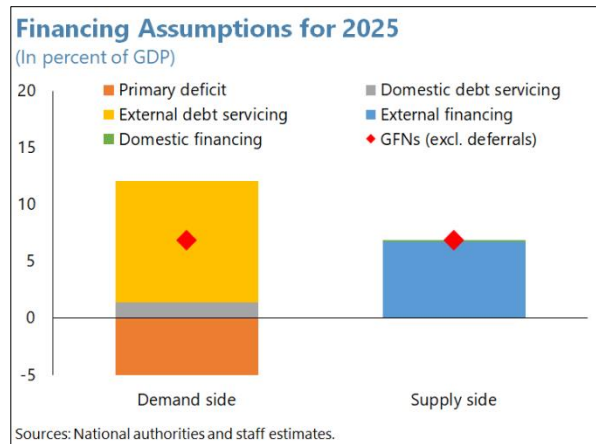 Financing Assumptions for 2025
(In percent of GDP)
20
Primary deficit
Domestic debt servicing
External debt servicing
External financing
Domestic financing
GFNs (excl. deferrals)
15
10
5
0
-5
Demand side
Supply side
Sources: National authorities and staff estimates.